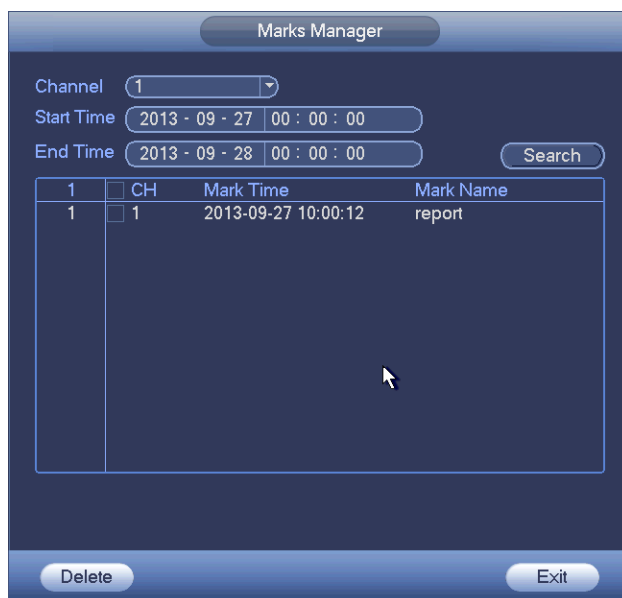 Marks Manager
Channel 1
Start Time 2013 - 09 - 27 00 : 00 : 00
End Time 2013 - 09 - 28 00 : 00 : 00 Search
1 CH Mark Time Mark Name
1 1 2013-09-27 10:00:12 report
Delete Exit